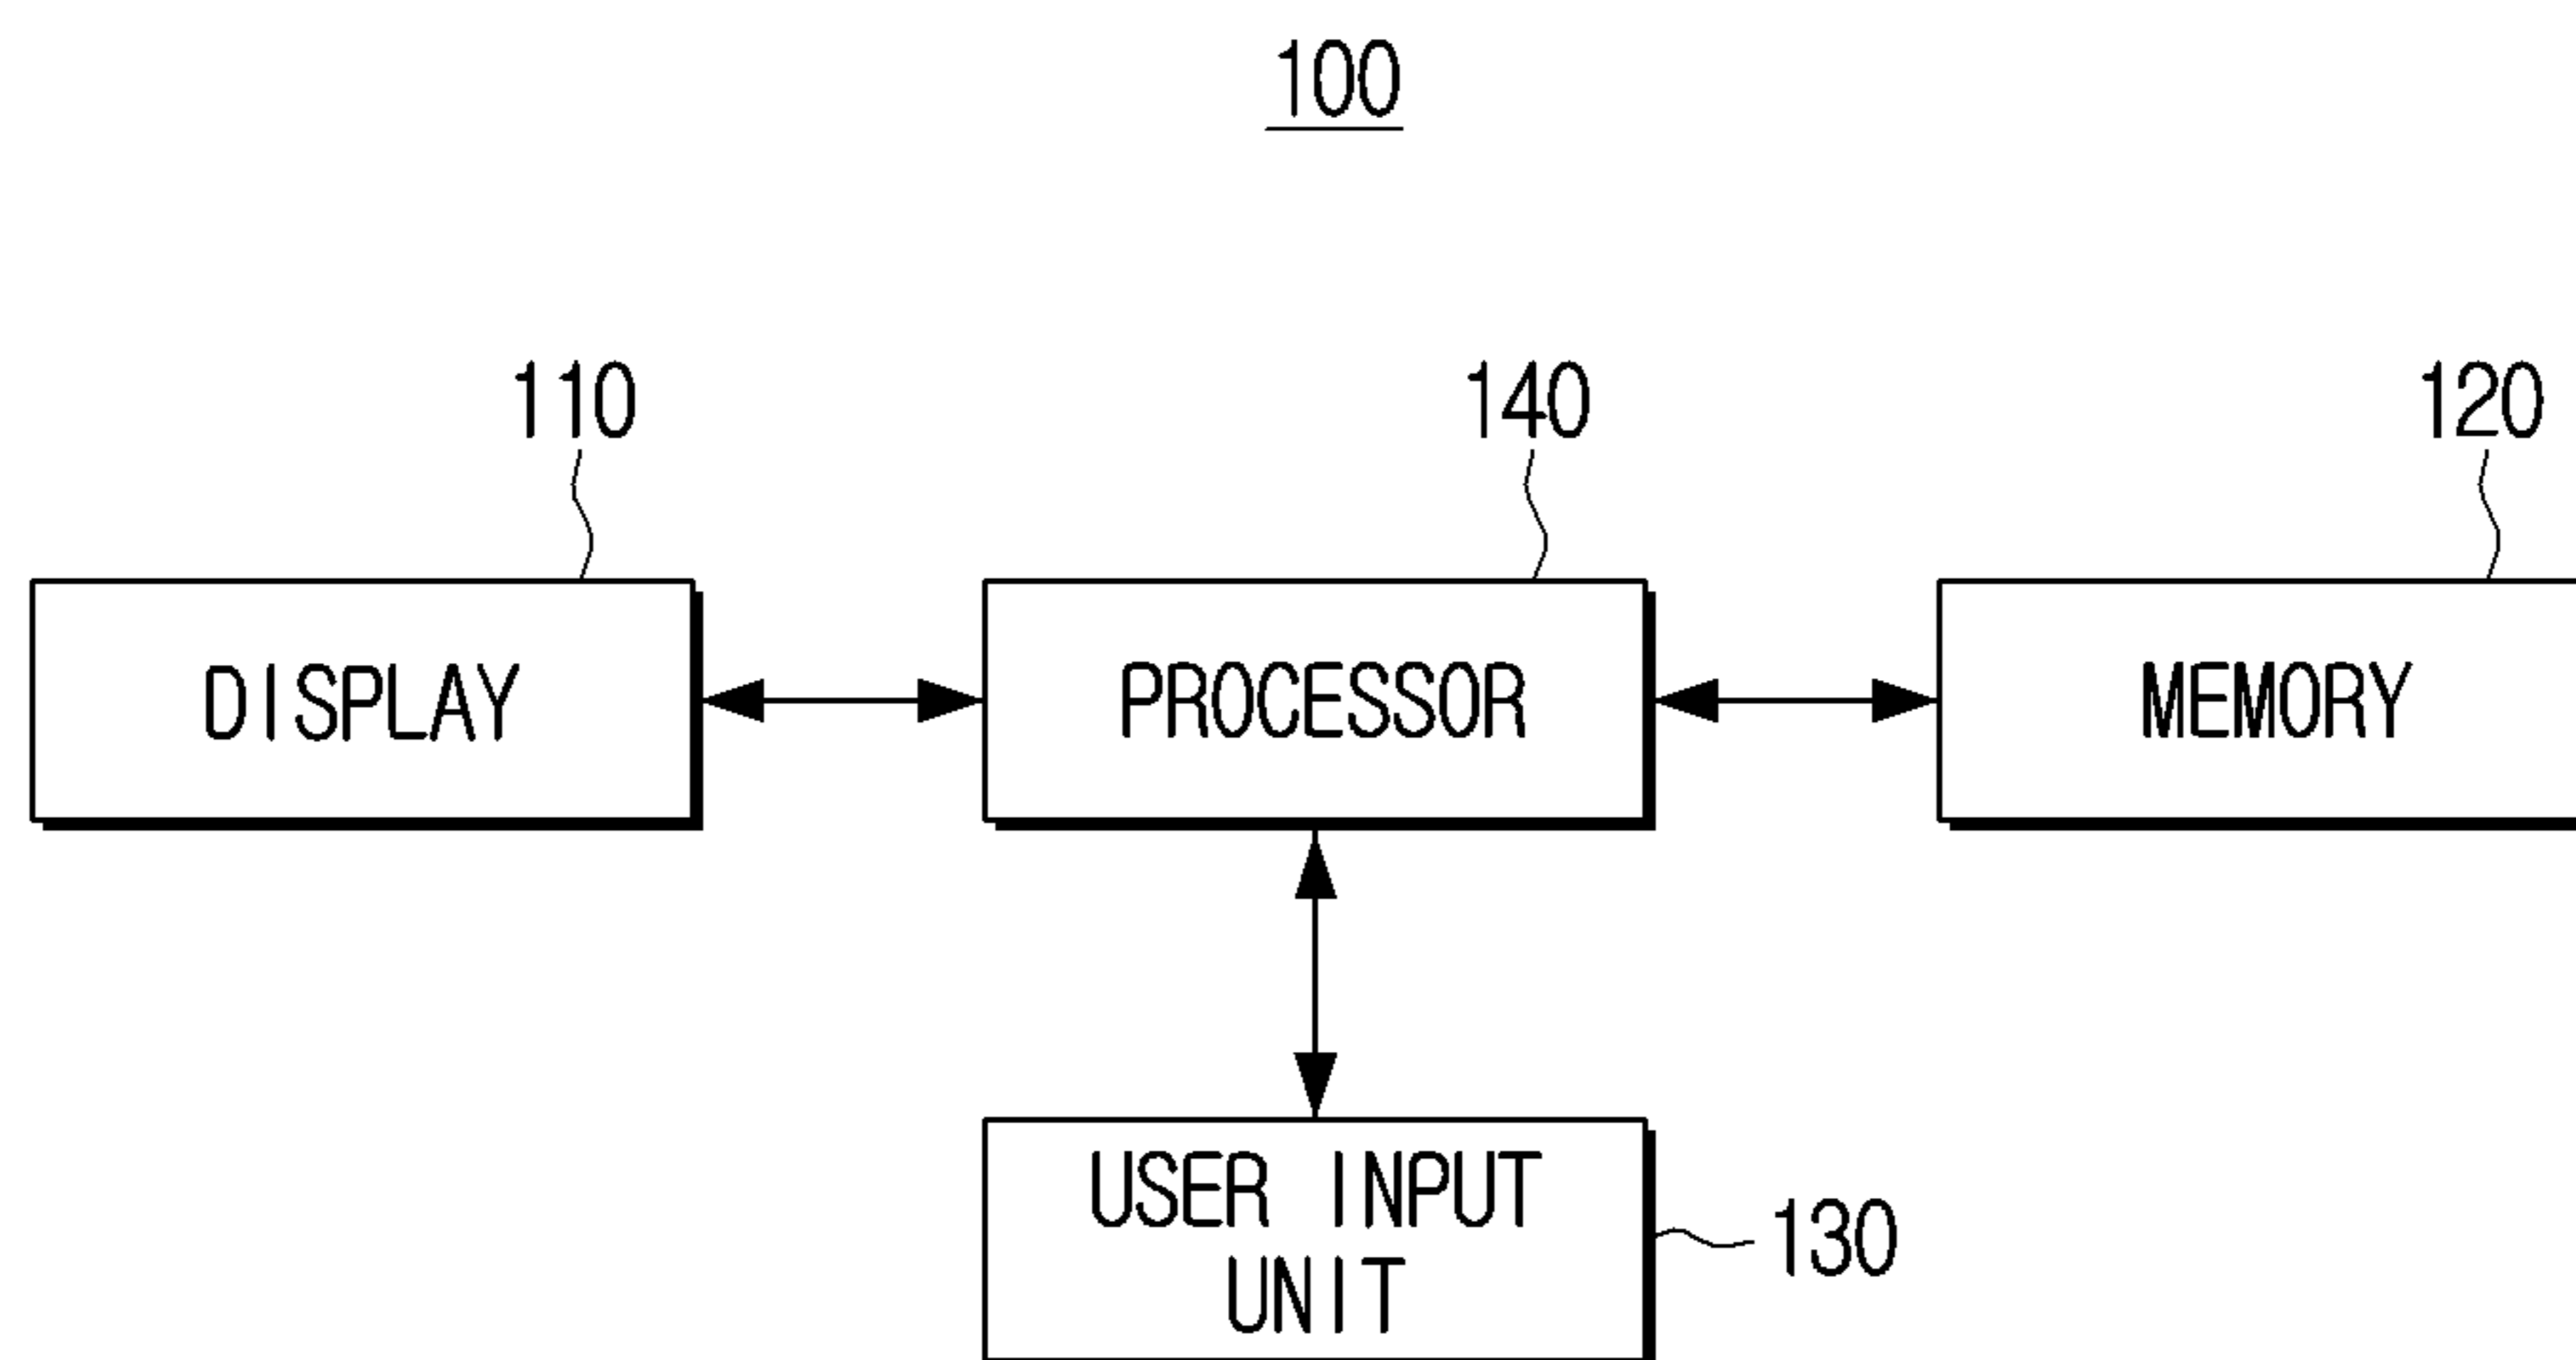 100
110
140
120
DISPLAY
PROCESSOR
MEMORY
USER INPUT
UNIT
130